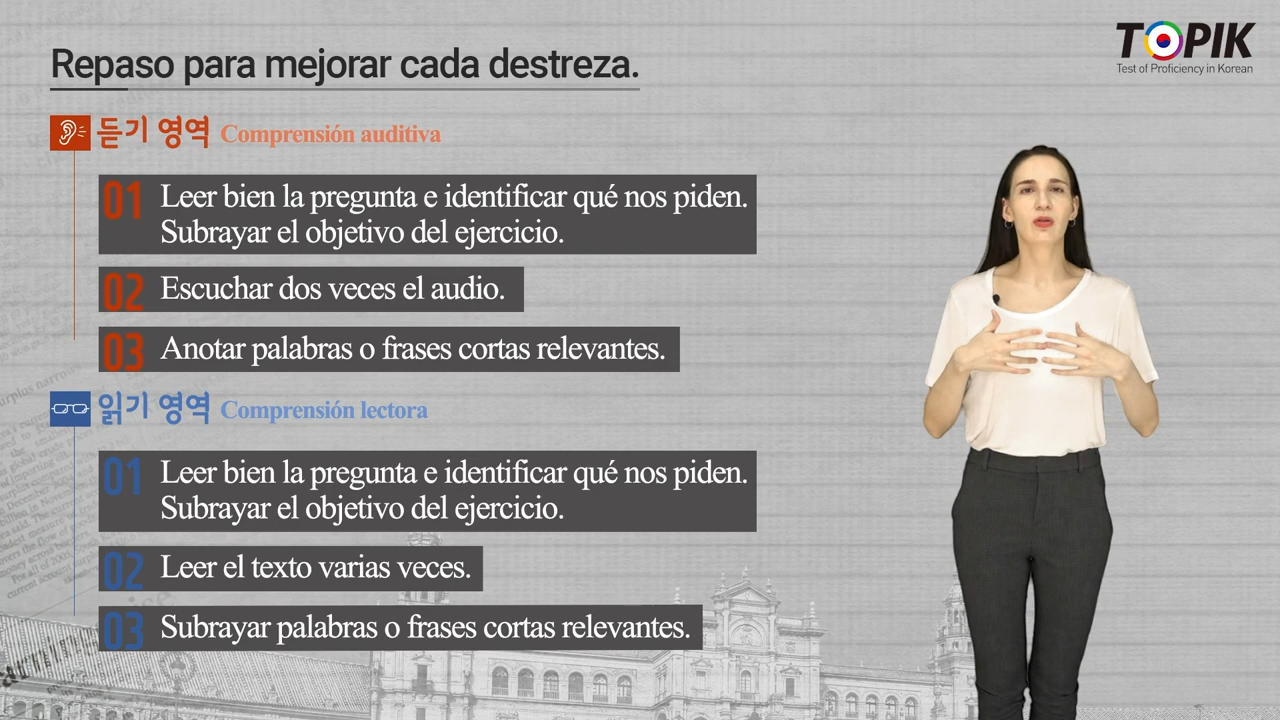 Repaso para mejorar cada destreza.
TOPIK
Test of Proficiency in Korean
듣기 영역 Comprensión auditiva
01 Leer bien la pregunta e identificar qué nos piden.
Subrayar el objetivo del ejercicio.
02 Escuchar dos veces el audio.
03 Anotar palabras o frases cortas relevantes.
읽기 영역 Comprensión lectora
01 Leer bien la pregunta e identificar qué nos piden.
Subrayar el objetivo del ejercicio.
02 Leer el texto varias veces.
03 Subrayar palabras o frases cortas relevantes.